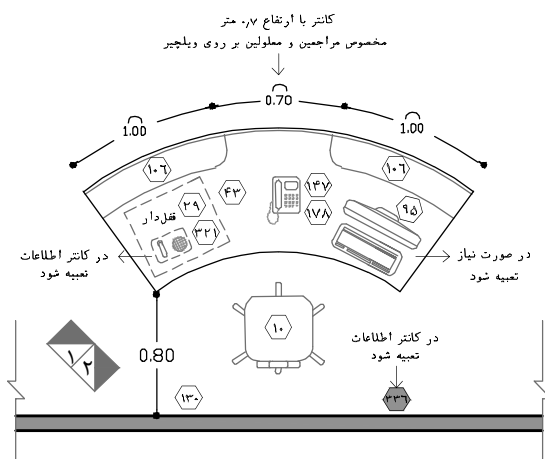 کانتر با ارتفاع ۰٫۷ متر
مخصوص مراجعین و معلولین بر روی ویلچیر
0.70
1.00
1.00
۱۰۶
۱۰۶
۴۳
۱۴۷
۱۷۸
۲۹
قفل‌دار
۳۲۱
۹۵
در کانتر اطلاعات
تعبیه شود
در صورت نیاز
تعبیه شود
۱۰
0.80
۱
۲
در کانتر اطلاعات
تعبیه شود
۱۳۰
۳۳۶